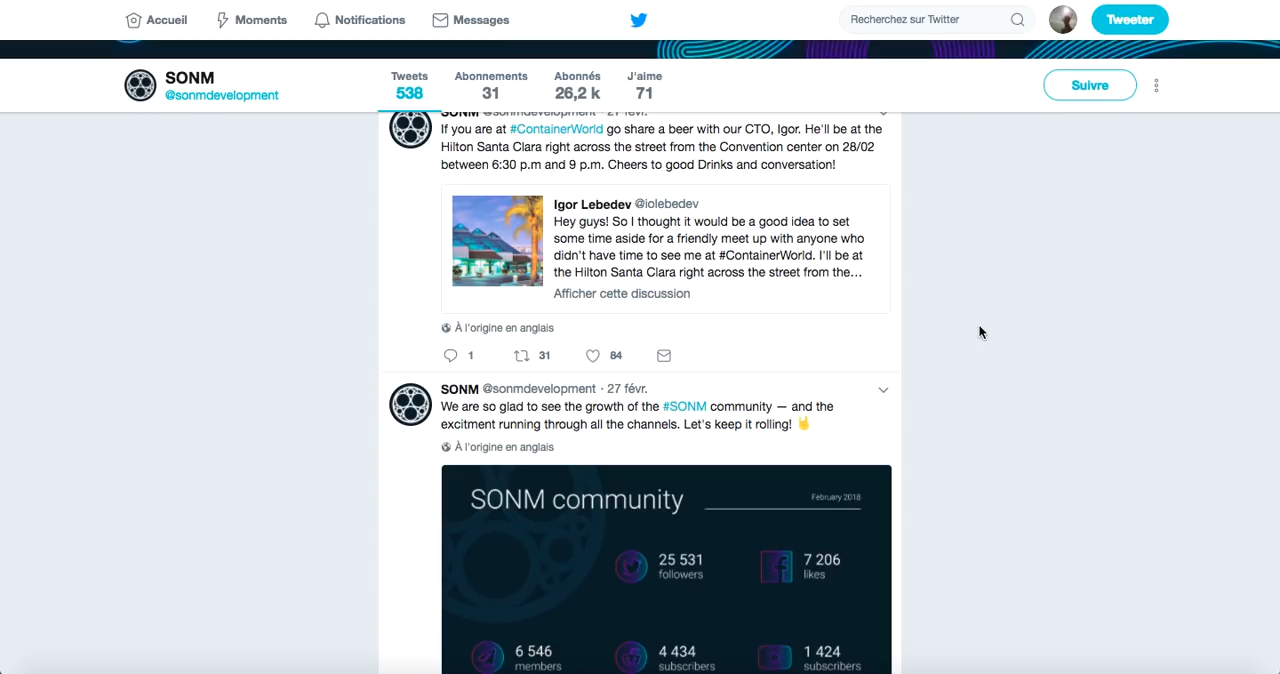 Accueil
Moments
Notifications
Messages
Recherchez sur Twitter
Tweeter
SONM
@sonmdevelopment
Tweets
538
Abonnements
31
Abonnés
26,2 k
J'aime
71
Suivre
SONM @sonmdevelopment · 27 févr.
If you are at #ContainerWorld go share a beer with our CTO, Igor. He'll be at the
Hilton Santa Clara right across the street from the Convention center on 28/02
between 6:30 p.m and 9 p.m. Cheers to good Drinks and conversation!
Igor Lebedev @iolebedev
Hey guys! So I thought it would be a good idea to set
some time aside for a friendly meet up with anyone who
didn't have time to see me at #ContainerWorld. I'll be at
the Hilton Santa Clara right across the street from the…
Afficher cette discussion
À l'origine en anglais
1
31
84
SONM @sonmdevelopment · 27 févr.
We are so glad to see the growth of the #SONM community — and the
excitment running through all the channels. Let's keep it rolling! 🤘
À l'origine en anglais
SONM community
February 2018
25 531
followers
7 206
likes
6 546
members
4 434
subscribers
1 424
subscribers